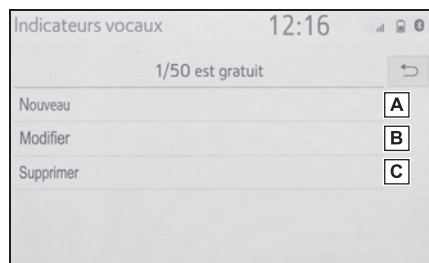 Indicateurs vocaux 12:16
1/50 est gratuit
Nouveau A
Modifier B
Supprimer C